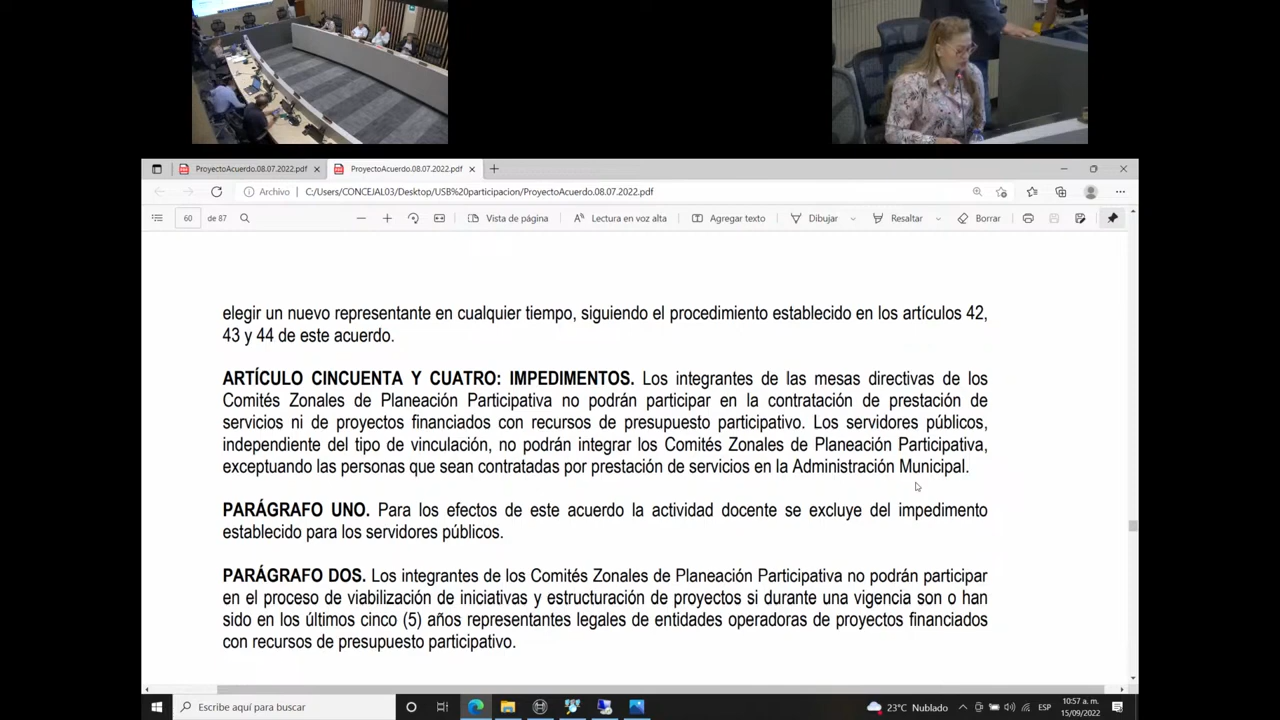 ProyectoAcuerdo.08.07.2022.pdf
ProyectoAcuerdo.08.07.2022.pdf
Archivo
C:/Users/CONCEJAL03/Desktop/USB%20participacion/ProyectoAcuerdo.08.07.2022.pdf
60 de 87
Vista de página
Lectura en voz alta
Agregar texto
Dibujar
Resaltar
Borrar
elegir un nuevo representante en cualquier tiempo, siguiendo el procedimiento establecido en los artículos 42,
43 y 44 de este acuerdo.
ARTÍCULO CINCUENTA Y CUATRO: IMPEDIMENTOS. Los integrantes de las mesas directivas de los
Comités Zonales de Planeación Participativa no podrán participar en la contratación de prestación de
servicios ni de proyectos financiados con recursos de presupuesto participativo. Los servidores públicos,
independiente del tipo de vinculación, no podrán integrar los Comités Zonales de Planeación Participativa,
exceptuando las personas que sean contratadas por prestación de servicios en la Administración Municipal.
PARÁGRAFO UNO. Para los efectos de este acuerdo la actividad docente se excluye del impedimento
establecido para los servidores públicos.
PARÁGRAFO DOS. Los integrantes de los Comités Zonales de Planeación Participativa no podrán participar
en el proceso de viabilización de iniciativas y estructuración de proyectos si durante una vigencia son o han
sido en los últimos cinco (5) años representantes legales de entidades operadoras de proyectos financiados
con recursos de presupuesto participativo.
Escribe aquí para buscar
23°C Nublado
ESP
10:57 a. m.
15/09/2022